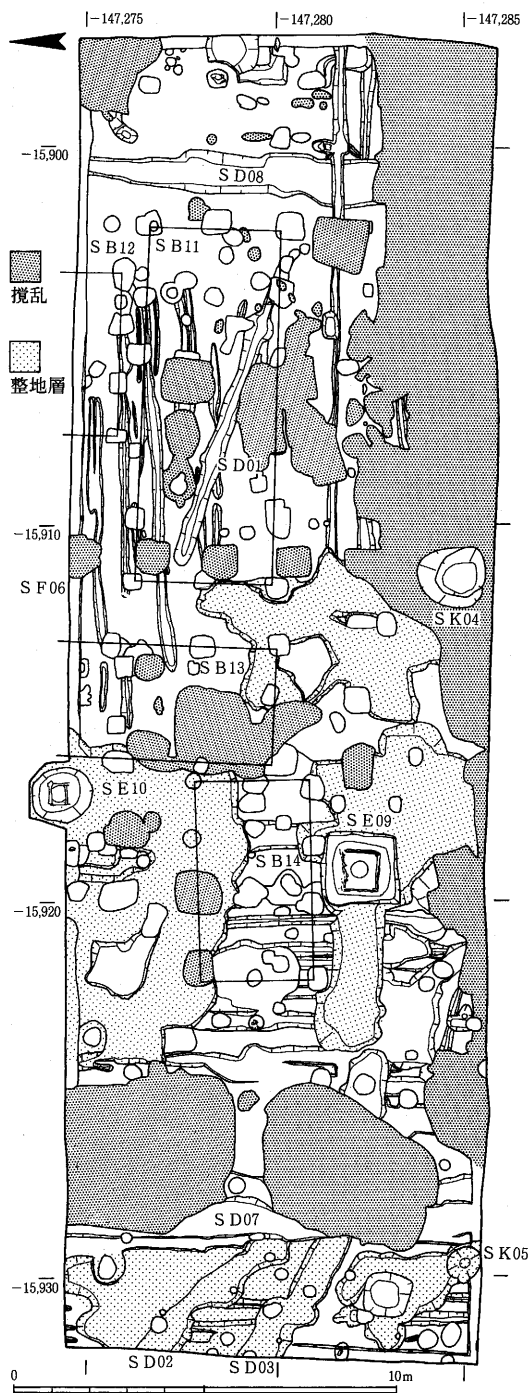 -147,275
-147,280
-147,285
-15,900
SD08
SB12
SB11
攪乱
整地層
SD01
-15,910
SF06
SK04
SB13
SE10
SE09
SB14
-15,920
SD07
SK05
-15,930
SD02
SD03
0
10m